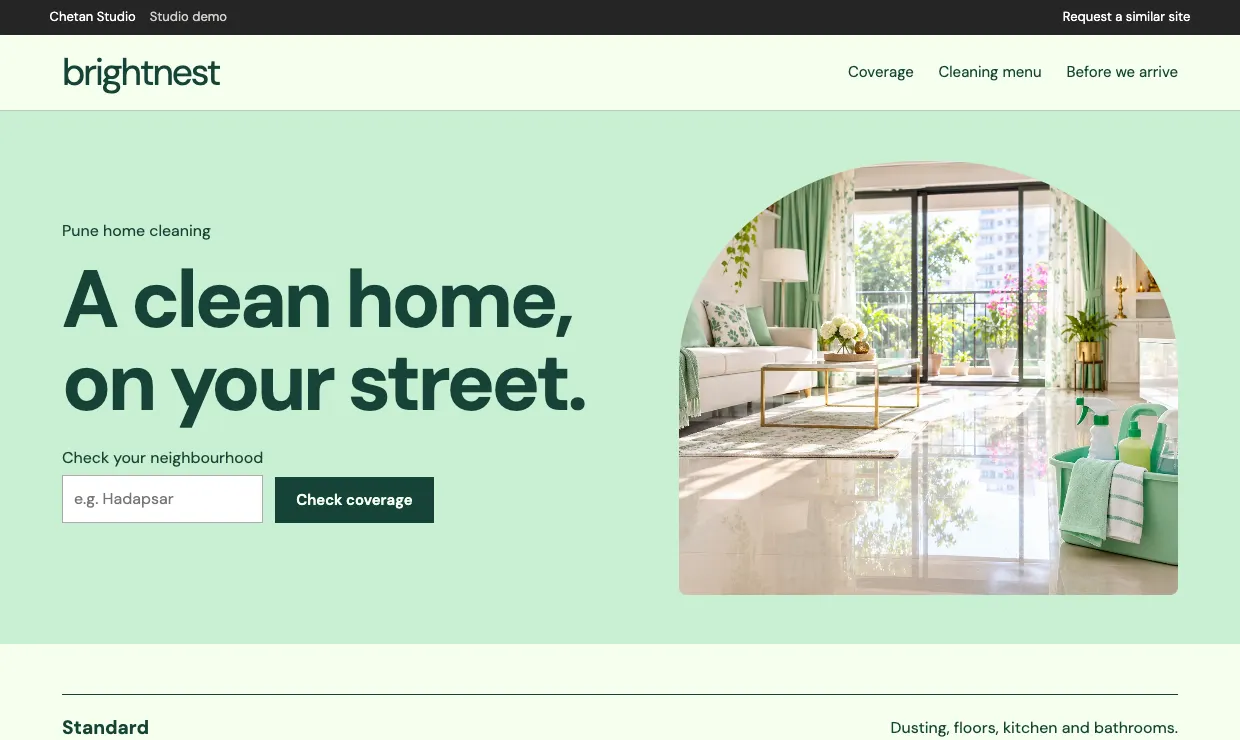 Chetan Studio Studio demo Request a similar site
brightnest Coverage Cleaning menu Before we arrive
Pune home cleaning
A clean home,
on your street.
Check your neighbourhood
e.g. Hadapsar Check coverage
Standard Dusting, floors, kitchen and bathrooms.